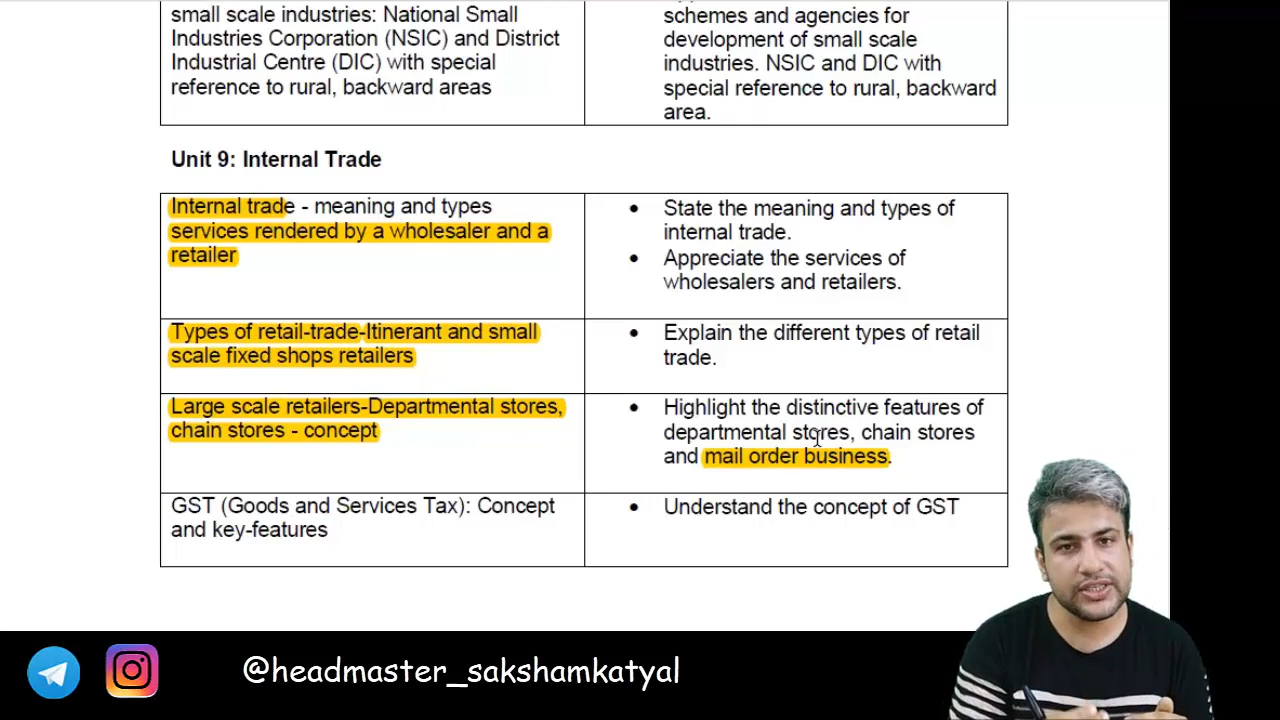 small scale industries: National Small
Industries Corporation (NSIC) and District
Industrial Centre (DIC) with special
reference to rural, backward areas
schemes and agencies for
development of small scale
industries. NSIC and DIC with
special reference to rural, backward
area.
Unit 9: Internal Trade
Internal trade - meaning and types
services rendered by a wholesaler and a
retailer
• State the meaning and types of
internal trade.
• Appreciate the services of
wholesalers and retailers.
Types of retail-trade-Itinerant and small
scale fixed shops retailers
• Explain the different types of retail
trade.
Large scale retailers-Departmental stores,
chain stores - concept
• Highlight the distinctive features of
departmental stores, chain stores
and mail order business.
GST (Goods and Services Tax): Concept
and key-features
• Understand the concept of GST
@headmaster_sakshamkatyal